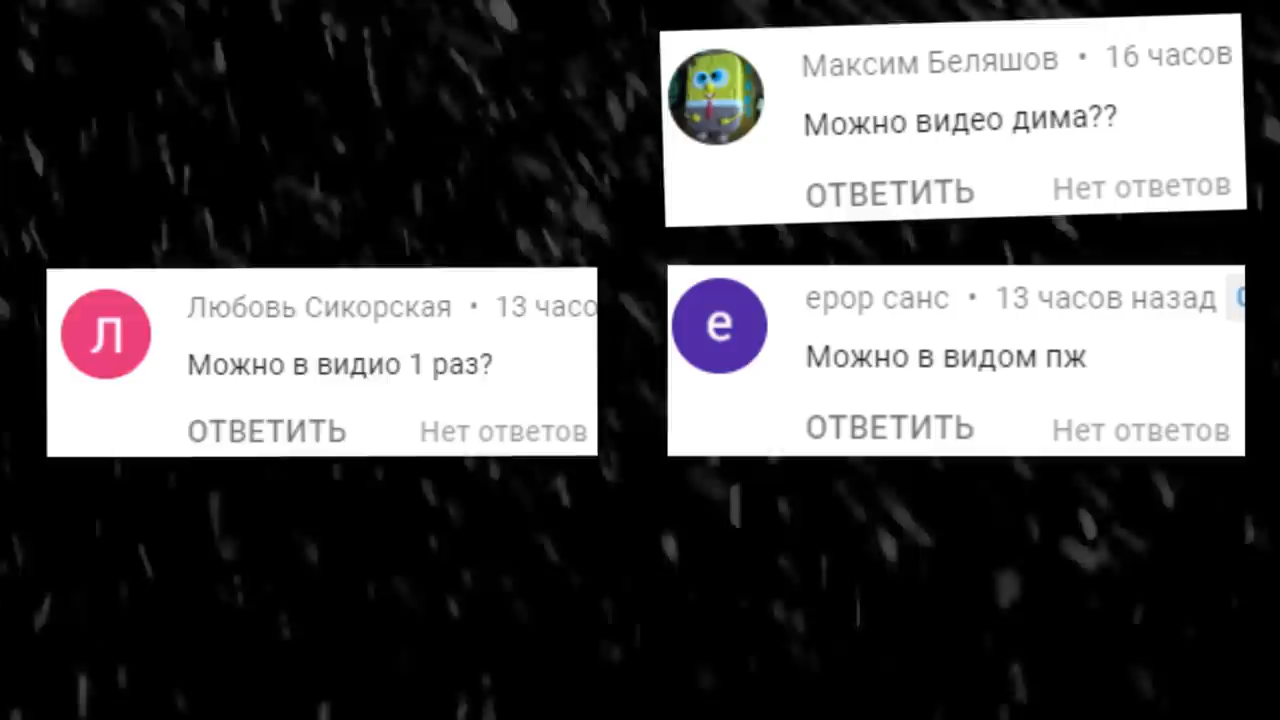 Максим Беляшов • 16 часов
Можно видео дима??
ОТВЕТИТЬ Нет ответов
Л
Любовь Сикорская • 13 часо
Можно в видио 1 раз?
ОТВЕТИТЬ Нет ответов
е
ерор санс • 13 часов назад
Можно в видом пж
ОТВЕТИТЬ Нет ответов